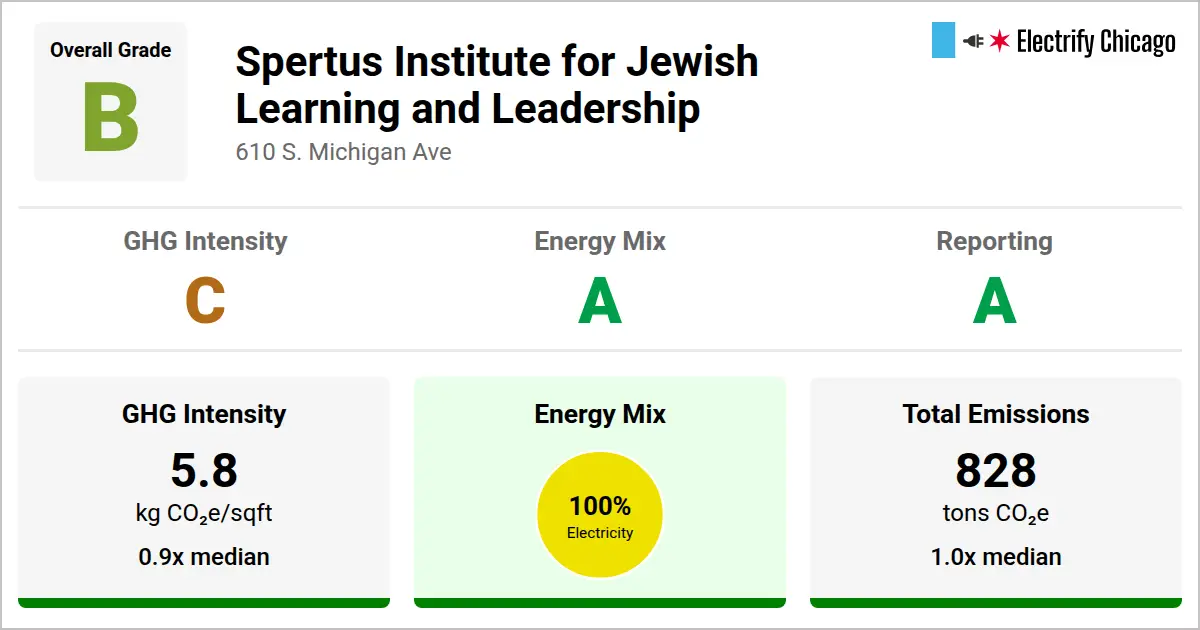 Overall Grade
B
Spertus Institute for Jewish
Learning and Leadership
610 S. Michigan Ave
Electrify Chicago
GHG Intensity
C
Energy Mix
A
Reporting
A
GHG Intensity
5.8
kg CO₂e/sqft
0.9x median
Energy Mix
100%
Electricity
Total Emissions
828
tons CO₂e
1.0x median